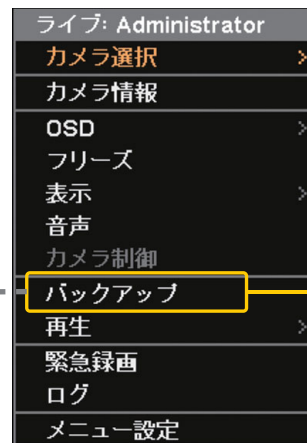 ライブ: Administrator
カメラ選択
カメラ情報
OSD
フリーズ
表示
音声
カメラ制御
バックアップ
再生
緊急録画
ログ
メニュー設定